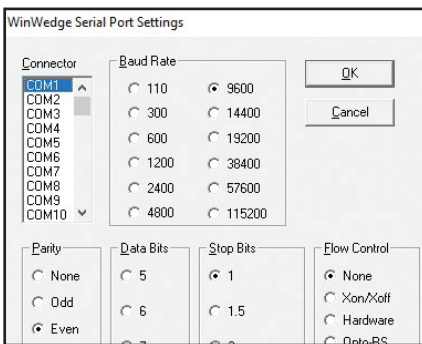 WinWedge Serial Port Settings
Connector
COM1
COM2
COM3
COM4
COM5
COM6
COM7
COM8
COM9
COM10
Baud Rate
110
300
600
1200
2400
4800
9600
14400
19200
38400
57600
115200
OK
Cancel
Parity
None
Odd
Even
Data Bits
5
6
Stop Bits
1
1.5
Flow Control
None
Xon/Xoff
Hardware